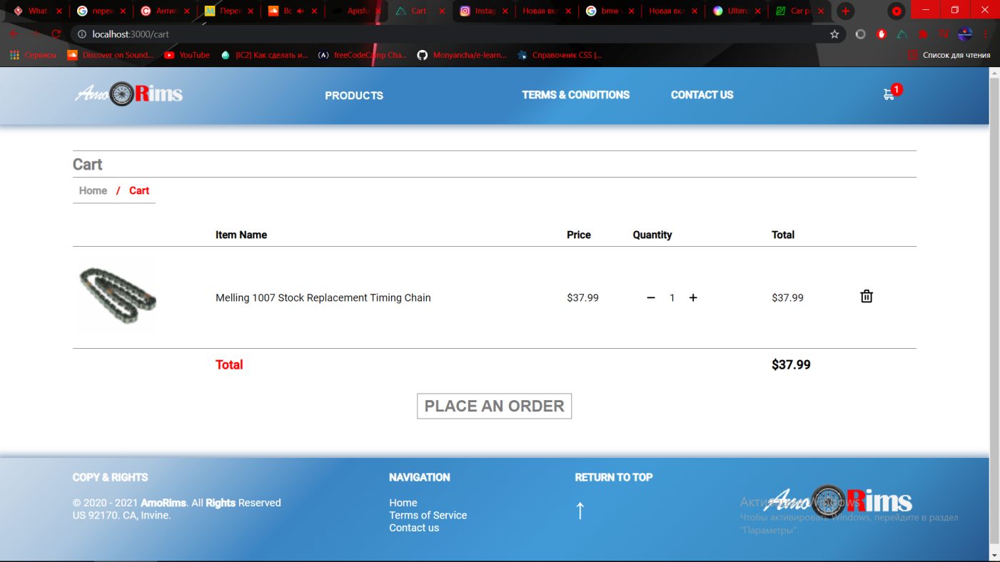 What
перев
Антип
Перев
Вс
Apisfu
Cart
Instag
Новая вкл
bmw
Новая вкл
Ultima
Car p
localhost:3000/cart
Сервисы
Discover on Sound...
YouTube
[IC2] Как сделать и...
freeCodeCamp Cha...
Monyancha/e-learn...
Справочник CSS |...
Список для чтения
AmoRims
PRODUCTS
TERMS & CONDITIONS
CONTACT US
1
Cart
Home / Cart
Item Name Price Quantity Total
Melling 1007 Stock Replacement Timing Chain $37.99 − 1 + $37.99
Total $37.99
PLACE AN ORDER
COPY & RIGHTS
© 2020 - 2021 AmoRims. All Rights Reserved
US 92170. CA, Invine.
NAVIGATION
Home
Terms of Service
Contact us
RETURN TO TOP
↑
AmoRims
Активация Windows
Чтобы активировать Windows, перейдите в раздел
"Параметры".